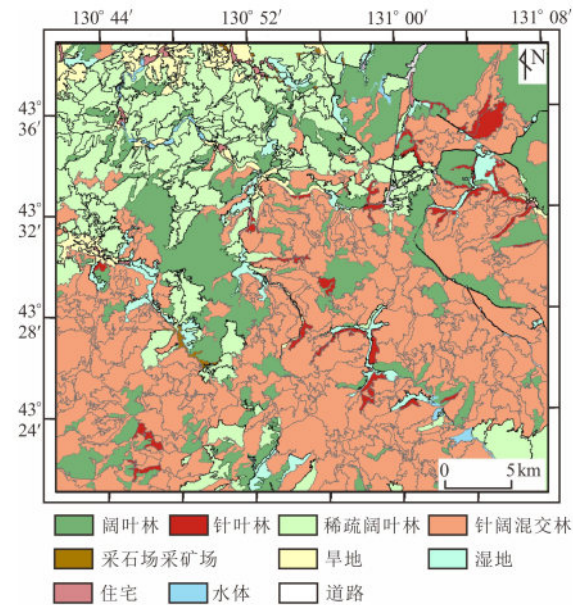 130° 44′ 130° 52′ 131° 00′ 131° 08′
N
43°
36′
43°
32′
43°
28′
43°
24′
0 5 km
阔叶林 针叶林 稀疏阔叶林 针阔混交林
采石场采矿场 旱地 湿地
住宅 水体 道路